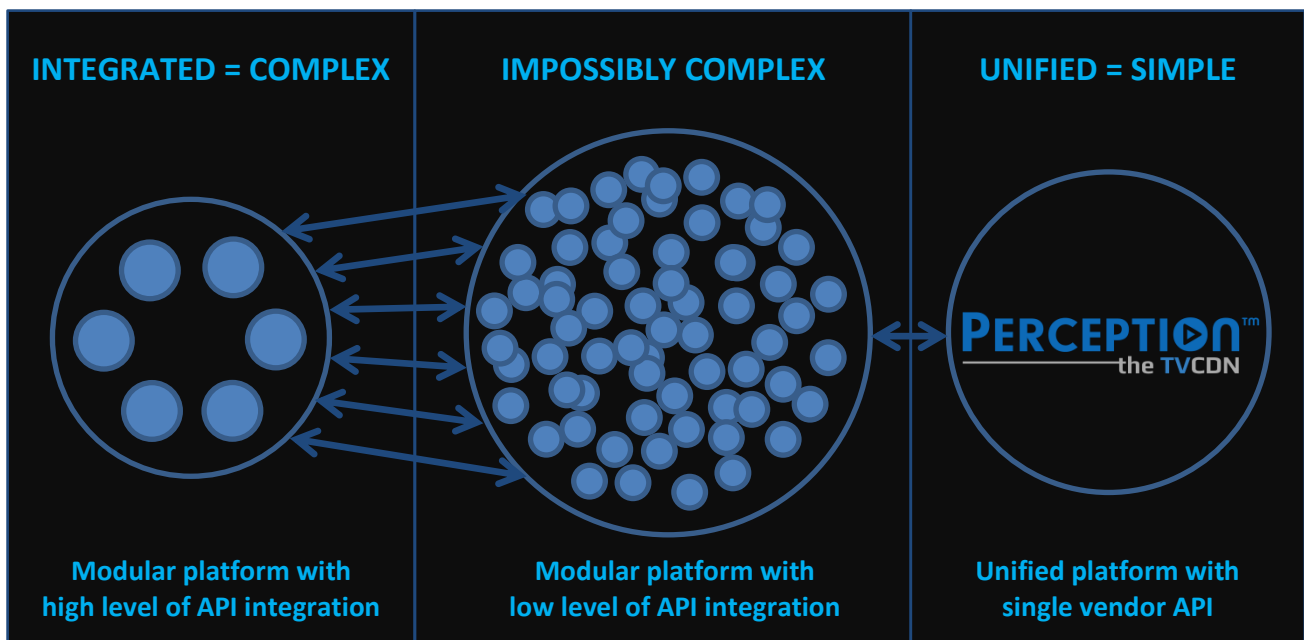 INTEGRATED = COMPLEX
IMPOSSIBLY COMPLEX
UNIFIED = SIMPLE
PERCEPTION™
the TVCDN
Modular platform with
high level of API integration
Modular platform with
low level of API integration
Unified platform with
single vendor API